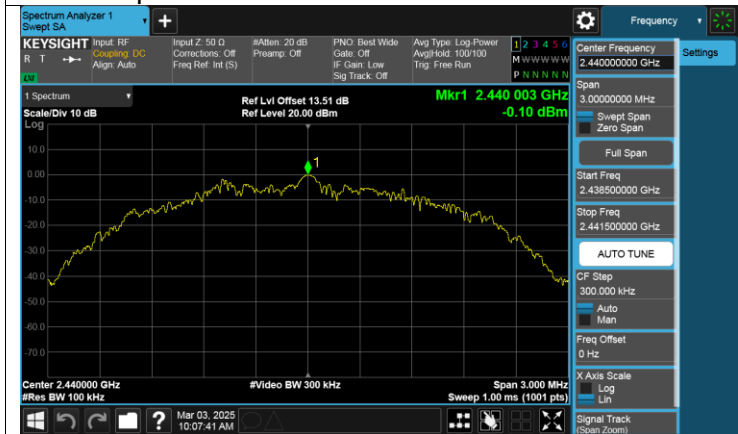 Spectrum Analyzer 1
Swept SA
Frequency
KEYSIGHT
R T
LXI
Input: RF
Coupling: DC
Align: Auto
Input Z: 50 Ω
Corrections: Off
Freq Ref: Int (S)
#Atten: 20 dB
Preamp: Off
PNO: Best Wide
Gate: Off
IF Gain: Low
Sig Track: Off
Avg Type: Log-Power
Avg|Hold: 100/100
Trig: Free Run
1 2 3 4 5 6
M W W W W W
P N N N N N
1 Spectrum
Scale/Div 10 dB
Log
Ref Lvl Offset 13.51 dB
Ref Level 20.00 dBm
Mkr1 2.440 003 GHz
-0.10 dBm
1
10.0
0.00
-10.0
-20.0
-30.0
-40.0
-50.0
-60.0
-70.0
Center 2.440000 GHz
#Res BW 100 kHz
#Video BW 300 kHz
Span 3.000 MHz
Sweep 1.00 ms (1001 pts)
Mar 03, 2025
10:07:41 AM
Center Frequency
2.440000000 GHz
Settings
Span
3.00000000 MHz
Swept Span
Zero Span
Full Span
Start Freq
2.438500000 GHz
Stop Freq
2.441500000 GHz
AUTO TUNE
CF Step
300.000 kHz
Auto
Man
Freq Offset
0 Hz
X Axis Scale
Log
Lin
Signal Track
(Span Zoom)